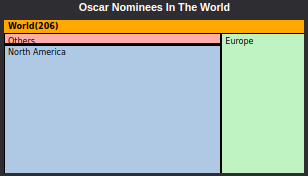 Oscar Nominees In The World
World(206)
Others
Europe
North America